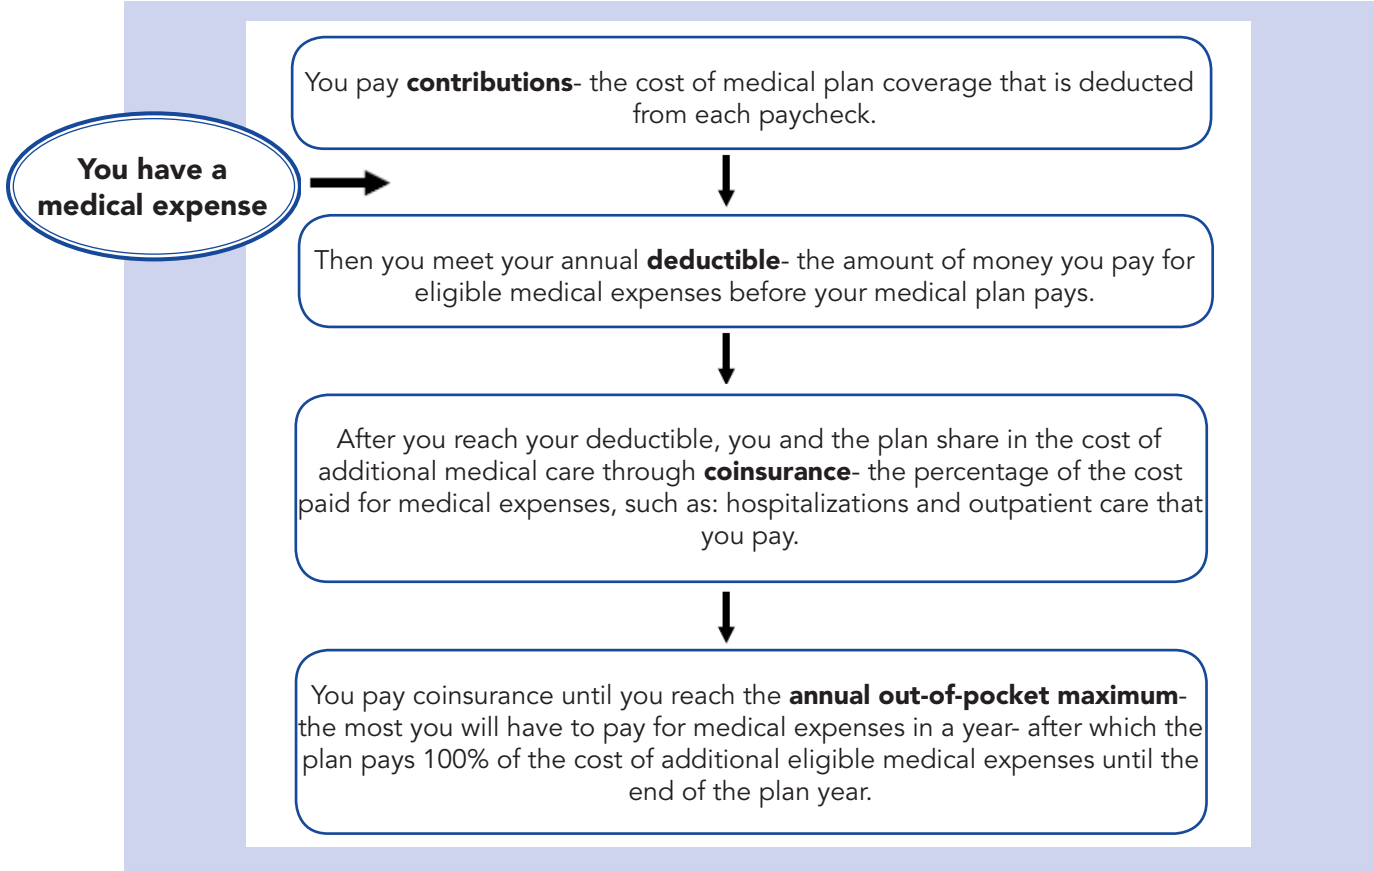 You pay contributions- the cost of medical plan coverage that is deducted
from each paycheck.
You have a
medical expense
Then you meet your annual deductible- the amount of money you pay for
eligible medical expenses before your medical plan pays.
After you reach your deductible, you and the plan share in the cost of
additional medical care through coinsurance- the percentage of the cost
paid for medical expenses, such as: hospitalizations and outpatient care that
you pay.
You pay coinsurance until you reach the annual out-of-pocket maximum-
the most you will have to pay for medical expenses in a year- after which the
plan pays 100% of the cost of additional eligible medical expenses until the
end of the plan year.